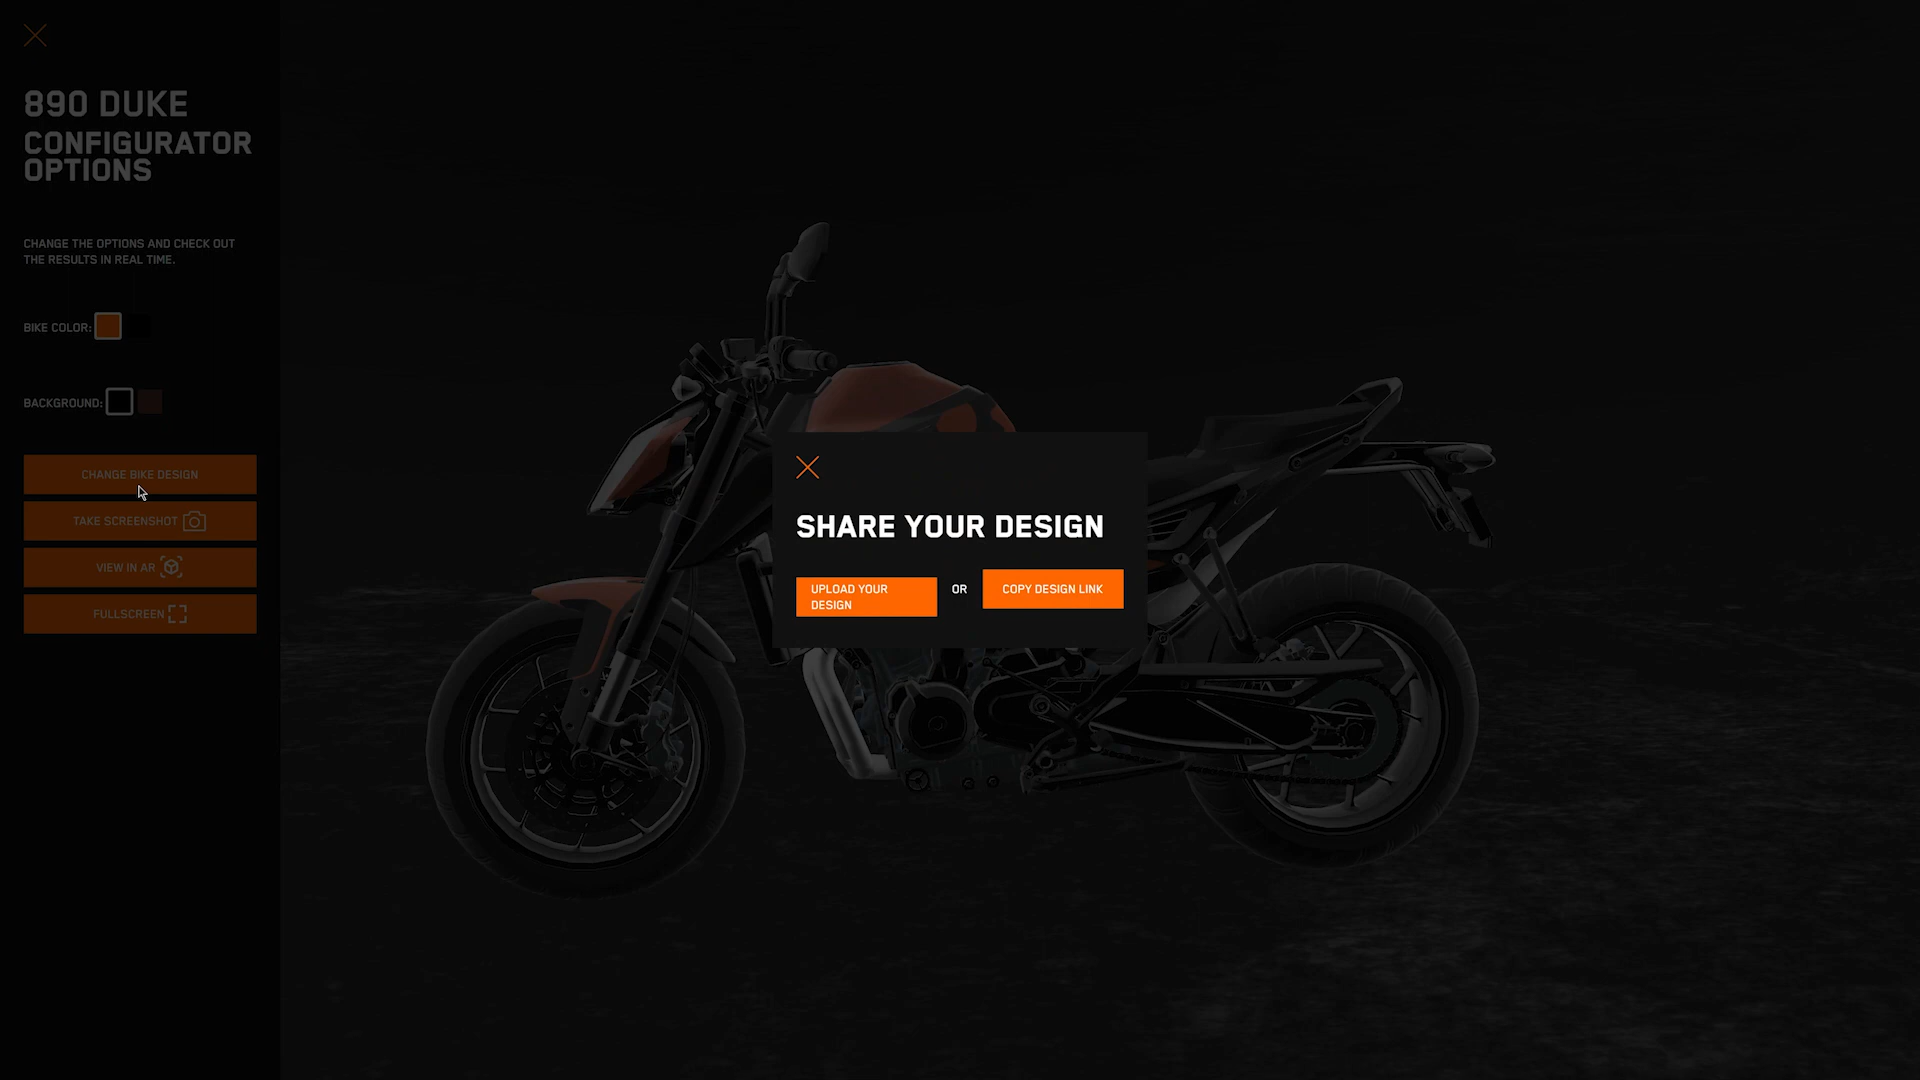 890 DUKE
CONFIGURATOR
OPTIONS
CHANGE THE OPTIONS AND CHECK OUT
THE RESULTS IN REAL TIME.
BIKE COLOR:
BACKGROUND:
CHANGE BIKE DESIGN
TAKE SCREENSHOT
VIEW IN AR
FULLSCREEN
SHARE YOUR DESIGN
UPLOAD YOUR
DESIGN
OR
COPY DESIGN LINK